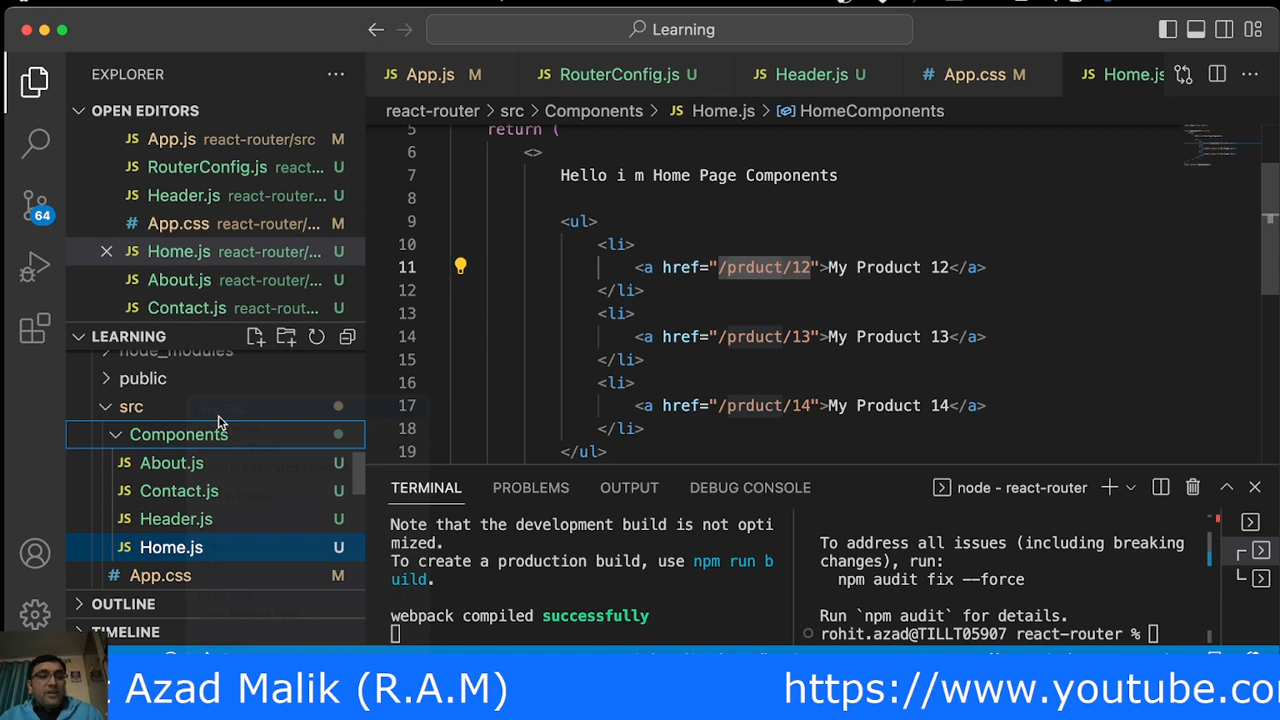 Learning
EXPLORER
OPEN EDITORS
JS App.js react-router/src M
JS RouterConfig.js react... U
JS Header.js react-router/... U
# App.css react-router/... M
JS Home.js react-router/... U
JS About.js react-router/... U
JS Contact.js react-rout... U
LEARNING
node_modules
public
src
Components
JS About.js U
JS Contact.js U
JS Header.js U
JS Home.js U
# App.css M
OUTLINE
TIMELINE
64
JS App.js M
JS RouterConfig.js U
JS Header.js U
# App.css M
JS Home.js
react-router > src > Components > JS Home.js > HomeComponents
5 return (
6 <>
7 Hello i m Home Page Components
8
9 <ul>
10 <li>
11 <a href="/prduct/12">My Product 12</a>
12 </li>
13 <li>
14 <a href="/prduct/13">My Product 13</a>
15 </li>
16 <li>
17 <a href="/prduct/14">My Product 14</a>
18 </li>
19 </ul>
TERMINAL PROBLEMS OUTPUT DEBUG CONSOLE
node - react-router
Note that the development build is not opti
mized.
To create a production build, use npm run b
uild.
webpack compiled successfully
To address all issues (including breaking
changes), run:
npm audit fix --force
Run `npm audit` for details.
rohit.azad@TILLT05907 react-router %
Azad Malik (R.A.M)
https://www.youtube.co